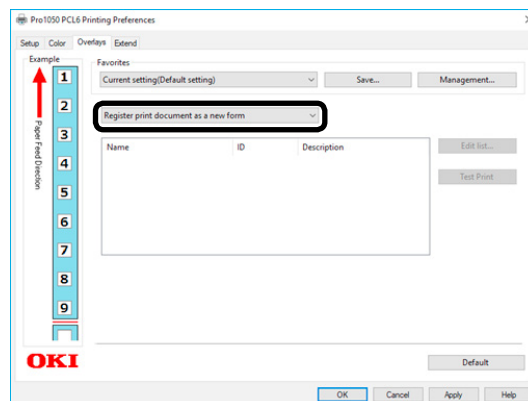 Pro1050 PCL6 Printing Preferences
Setup Color Overlays Extend
Example
Favorites
Current setting(Default setting) Save... Management...
Register print document as a new form
Name ID Description
Edit list...
Test Print
1
2
3
4
5
6
7
8
9
Paper Feed Direction
OKI
Default
OK Cancel Apply Help